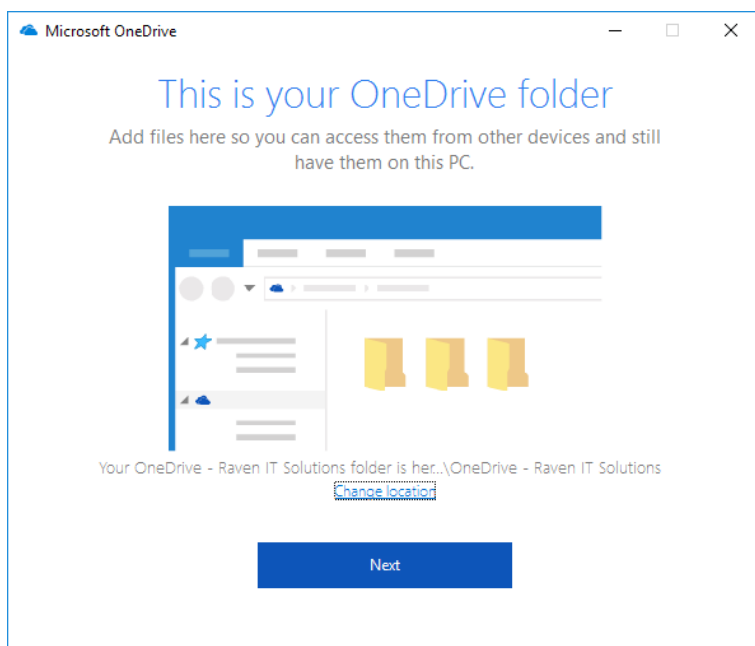 Microsoft OneDrive
This is your OneDrive folder
Add files here so you can access them from other devices and still
have them on this PC.
Your OneDrive - Raven IT Solutions folder is her...\OneDrive - Raven IT Solutions
Change location
Next